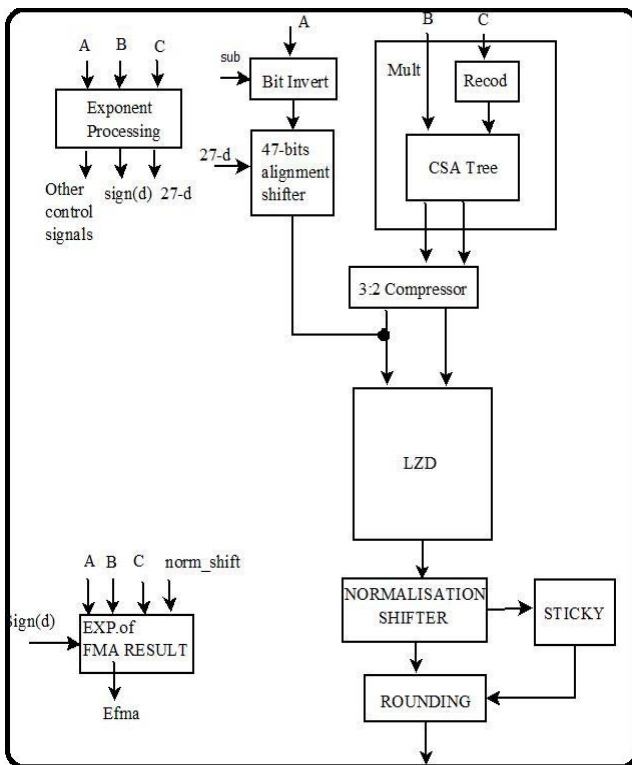 A B C
Exponent
Processing
Other
control
signals
sign(d) 27-d
A
sub
Bit Invert
27-d
47-bits
alignment
shifter
B C
Mult
Recod
CSA Tree
3:2 Compressor
LZD
NORMALISATION
SHIFTER
STICKY
ROUNDING
A B C norm_shift
Sign(d)
EXP.of
FMA RESULT
Efma